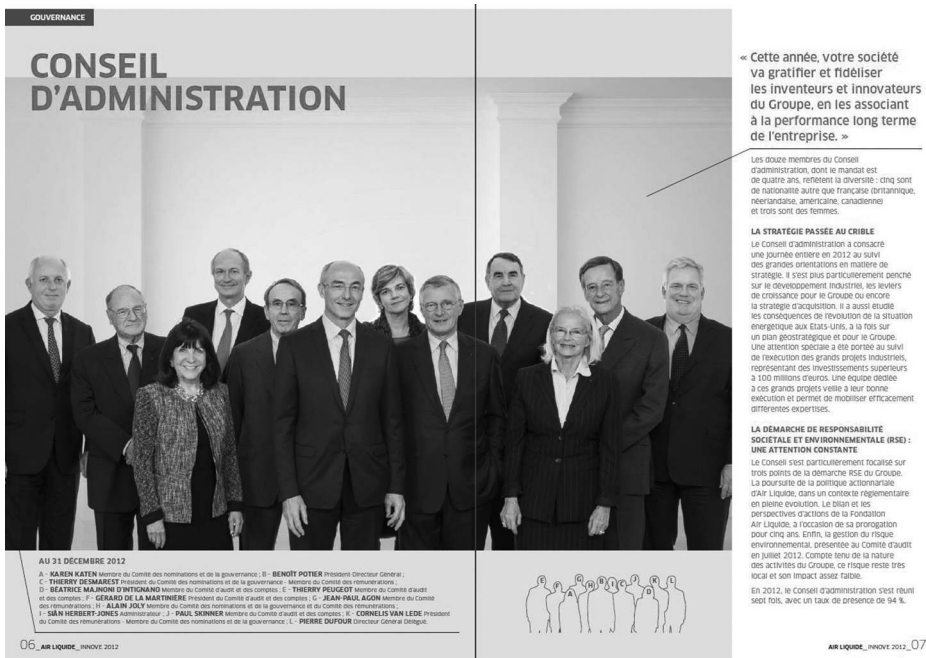 GOUVERNANCE
CONSEIL
D'ADMINISTRATION
AU 31 DÉCEMBRE 2012
A - KAREN KATEN Membre du Comité des nominations et de la gouvernance ; B - BENOÎT POTIER Président-Directeur Général ;
C - THIERRY DESMAREST Président du Comité des nominations et de la gouvernance - Membre du Comité des rémunérations ;
D - BÉATRICE MAJNONI D'INTIGNANO Membre du Comité d'audit et des comptes ; E - THIERRY PEUGEOT Membre du Comité d'audit
et des comptes ; F - GÉRARD DE LA MARTINIÈRE Président du Comité d'audit et des comptes ; G - JEAN-PAUL AGON Membre du Comité
des rémunérations ; H - ALAIN JOLY Membre du Comité des nominations et de la gouvernance et du Comité des rémunérations ;
I - SIÂN HERBERT-JONES Administrateur ; J - PAUL SKINNER Membre du Comité d'audit et des comptes ; K - CORNELIS VAN LEDE Président
du Comité des rémunérations - Membre du Comité des nominations et de la gouvernance ; L - PIERRE DUFOUR Directeur Général Délégué.
E F A G H B I C J D K L
06_ AIR LIQUIDE_ INNOVE 2012
« Cette année, votre société
va gratifier et fidéliser
les inventeurs et innovateurs
du Groupe, en les associant
à la performance long terme
de l'entreprise. »
Les douze membres du Conseil
d'administration, dont le mandat est
de quatre ans, reflètent la diversité : cinq sont
de nationalité autre que française (britannique,
néerlandaise, américaine, canadienne)
et trois sont des femmes.
LA STRATÉGIE PASSÉE AU CRIBLE
Le Conseil d'administration a consacré
une journée entière en 2012 au suivi
des grandes orientations en matière de
stratégie. Il s'est plus particulièrement penché
sur le développement industriel, les leviers
de croissance pour le Groupe ou encore
la stratégie d'acquisition. Il a aussi étudié
les conséquences de l'évolution de la situation
énergétique aux États-Unis, à la fois sur
un plan géostratégique et pour le Groupe.
Une attention spéciale a été portée au suivi
de l'exécution des grands projets industriels,
représentant des investissements supérieurs
à 100 millions d'euros. Une équipe dédiée
à ces grands projets veille à leur bonne
exécution et permet de mobiliser efficacement
différentes expertises.
LA DÉMARCHE DE RESPONSABILITÉ
SOCIÉTALE ET ENVIRONNEMENTALE (RSE) :
UNE ATTENTION CONSTANTE
Le Conseil s'est particulièrement focalisé sur
trois points de la démarche RSE du Groupe.
La poursuite de la politique actionnariale
d'Air Liquide, dans un contexte réglementaire
en pleine évolution. Le bilan et les
perspectives d'actions de la Fondation
Air Liquide, à l'occasion de sa prorogation
pour cinq ans. Enfin, la gestion du risque
environnemental, présentée au Comité d'audit
en juillet 2012. Compte tenu de la nature
des activités du Groupe, ce risque reste très
local et son impact assez faible.
En 2012, le Conseil d'administration s'est réuni
sept fois, avec un taux de présence de 94 %.
AIR LIQUIDE_ INNOVE 2012_ 07